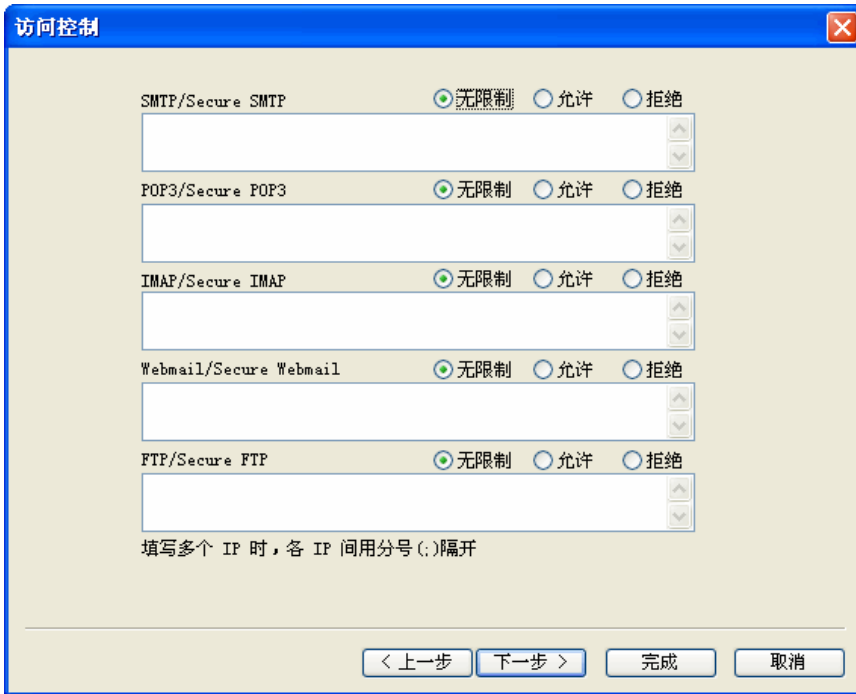 访问控制
SMTP/Secure SMTP 无限制 允许 拒绝
POP3/Secure POP3 无限制 允许 拒绝
IMAP/Secure IMAP 无限制 允许 拒绝
Webmail/Secure Webmail 无限制 允许 拒绝
FTP/Secure FTP 无限制 允许 拒绝
填写多个 IP 时，各 IP 间用分号(;)隔开
< 上一步 下一步 > 完成 取消